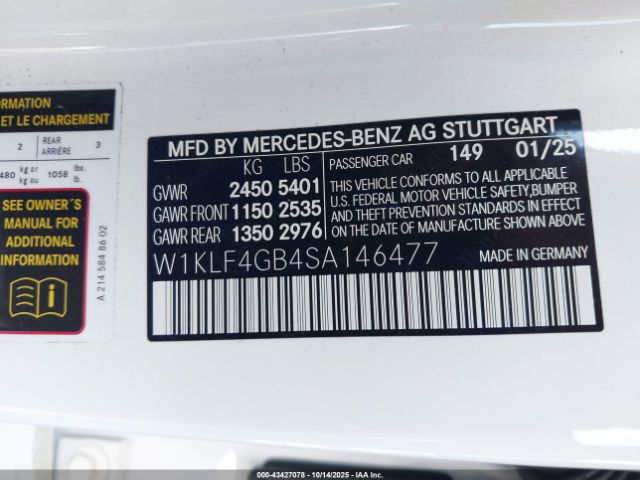 ORMATION
ET LE CHARGEMENT
2 REAR ARRIÈRE 3
480 kg or kg ou 1058 lbs. lb.
SEE OWNER´S
MANUAL FOR
ADDITIONAL
INFORMATION
A 214 584 86 02
MFD BY MERCEDES-BENZ AG STUTTGART
KG LBS
GVWR 2450 5401
GAWR FRONT 1150 2535
GAWR REAR 1350 2976
PASSENGER CAR 149 01/25
THIS VEHICLE CONFORMS TO ALL APPLICABLE
U.S. FEDERAL MOTOR VEHICLE SAFETY, BUMPER
AND THEFT PREVENTION STANDARDS IN EFFECT
ON THE DATE OF MANUFACTURE SHOWN ABOVE.
W1KLF4GB4SA146477
MADE IN GERMANY
000-43427078 - 10/14/2025 - IAAI